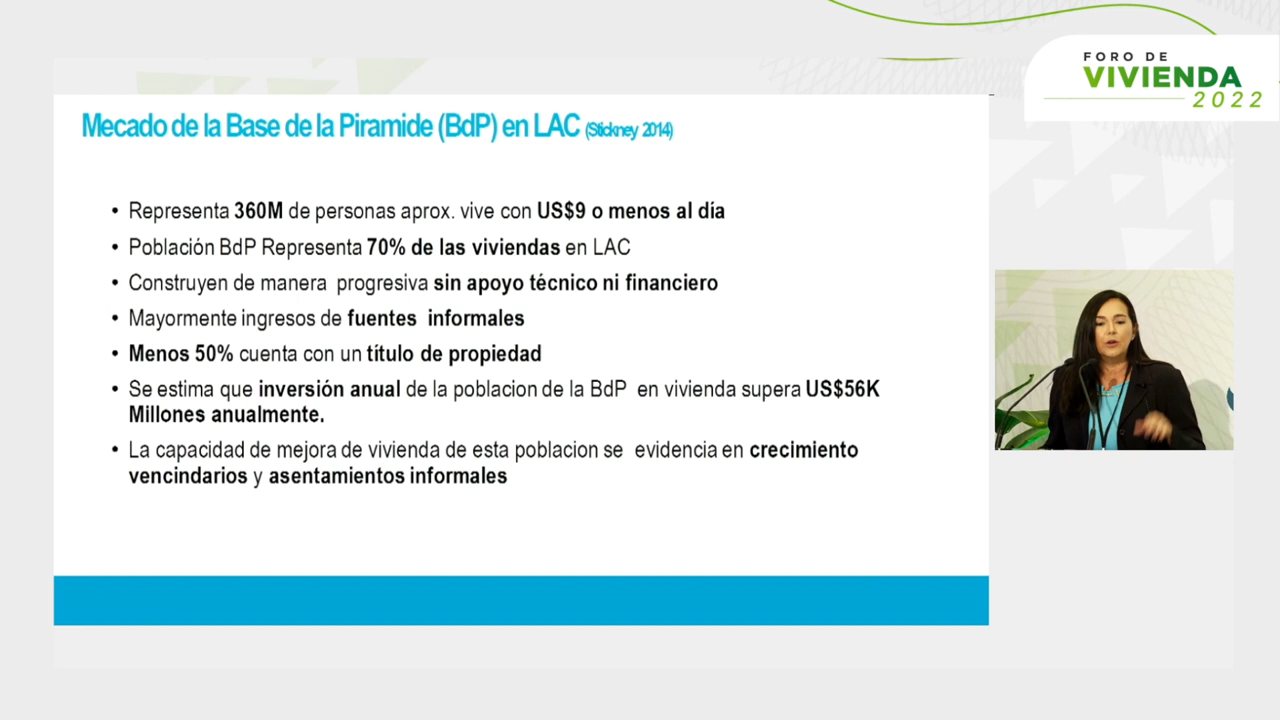 FORO DE
VIVIENDA
2022
Mecado de la Base de la Piramide (BdP) en LAC (Stickney 2014)
• Representa 360M de personas aprox. vive con US$9 o menos al día
• Población BdP Representa 70% de las viviendas en LAC
• Construyen de manera progresiva sin apoyo técnico ni financiero
• Mayormente ingresos de fuentes informales
• Menos 50% cuenta con un título de propiedad
• Se estima que inversión anual de la poblacion de la BdP en vivienda supera US$56K
Millones anualmente.
• La capacidad de mejora de vivienda de esta poblacion se evidencia en crecimiento
vencindarios y asentamientos informales